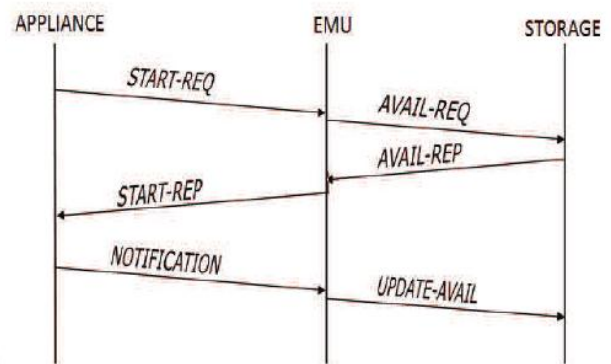 APPLIANCE EMU STORAGE
START-REQ
AVAIL-REQ
AVAIL-REP
START-REP
NOTIFICATION
UPDATE-AVAIL